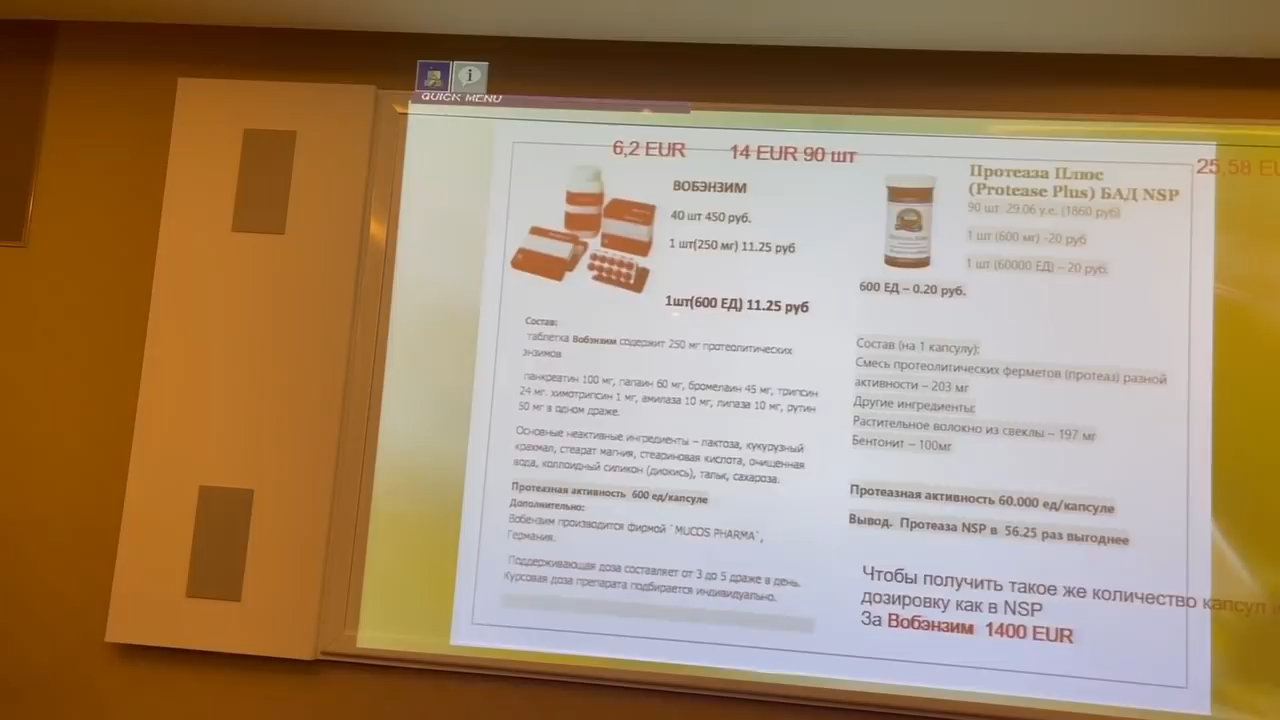 QUICK MENU
6,2 EUR 14 EUR 90 шт
25,58 EU
ВОБЭНЗИМ
40 шт 450 руб.
1 шт(250 мг) 11.25 руб
1шт(600 ЕД) 11.25 руб
Состав:
таблетка Вобэнзим содержит 250 мг протеолитических
энзимов
панкреатин 100 мг, папаин 60 мг, бромелаин 45 мг, трипсин
24 мг. химотрипсин 1 мг, амилаза 10 мг, липаза 10 мг, рутин
50 мг в одном драже.
Основные неактивные ингредиенты – лактоза, кукурузный
крахмал, стеарат магния, стеариновая кислота, очищенная
вода, коллоидный силикон (диокись), тальк, сахароза.
Протеазная активность 600 ед/капсуле
Дополнительно:
Вобензим производится фирмой `MUCOS PHARMA`,
Германия.
Поддерживающая доза составляет от 3 до 5 драже в день.
Курсовая доза препарата подбирается индивидуально.
Протеаза Плюс
(Protease Plus) БАД NSP
90 шт. 29.06 у.е. (1860 руб)
1 шт (600 мг) -20 руб
1 шт (60000 ЕД) – 20 руб.
600 ЕД – 0.20 руб.
Состав (на 1 капсулу):
Смесь протеолитических ферметов (протеаз) разной
активности – 203 мг
Другие ингредиенты:
Растительное волокно из свеклы – 197 мг
Бентонит – 100мг
Протеазная активность 60.000 ед/капсуле
Вывод. Протеаза NSP в 56.25 раз выгоднее
Чтобы получить такое же количество капсул
дозировку как в NSP
За Вобэнзим 1400 EUR